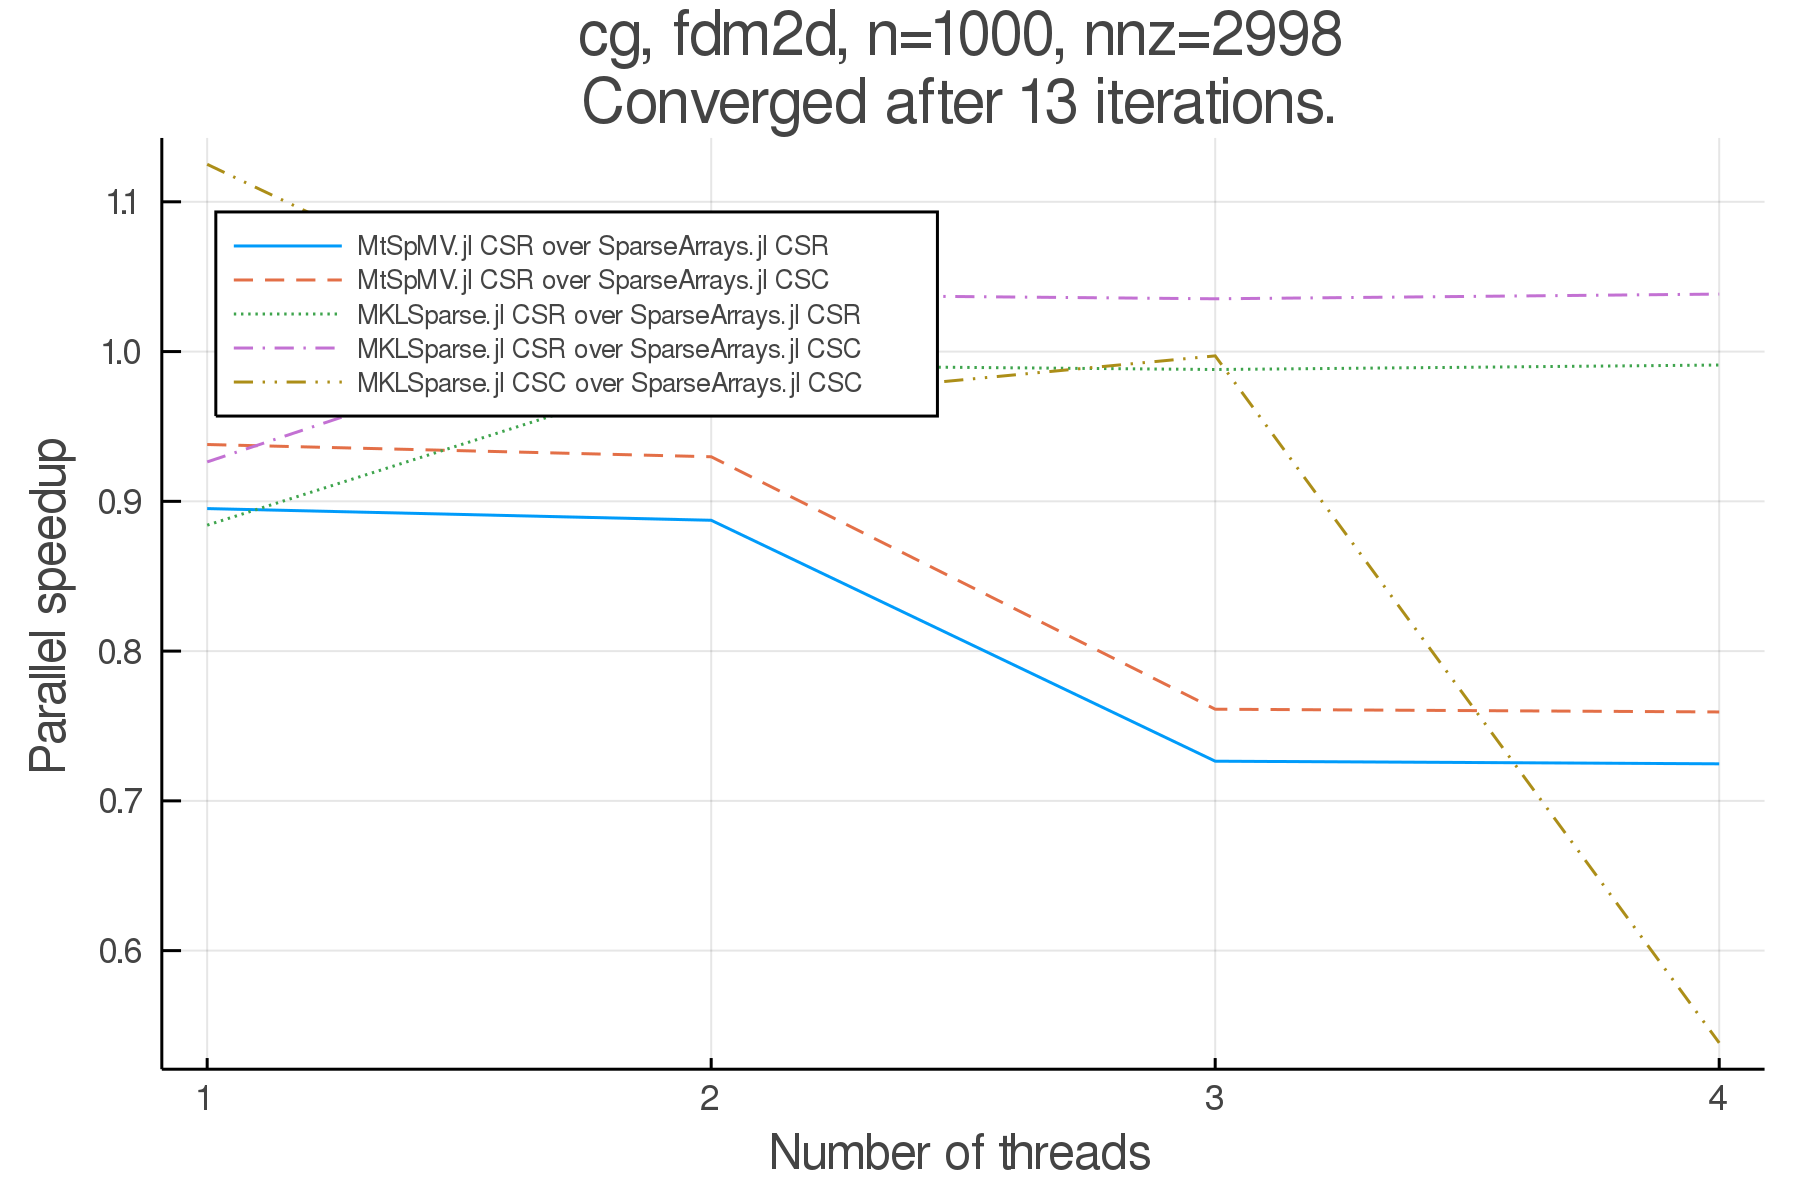 cg, fdm2d, n=1000, nnz=2998
Converged after 13 iterations.
Parallel speedup
1.1
1.0
0.9
0.8
0.7
0.6
MtSpMV.jl CSR over SparseArrays.jl CSR
MtSpMV.jl CSR over SparseArrays.jl CSC
MKLSparse.jl CSR over SparseArrays.jl CSR
MKLSparse.jl CSR over SparseArrays.jl CSC
MKLSparse.jl CSC over SparseArrays.jl CSC
1 2 3 4
Number of threads